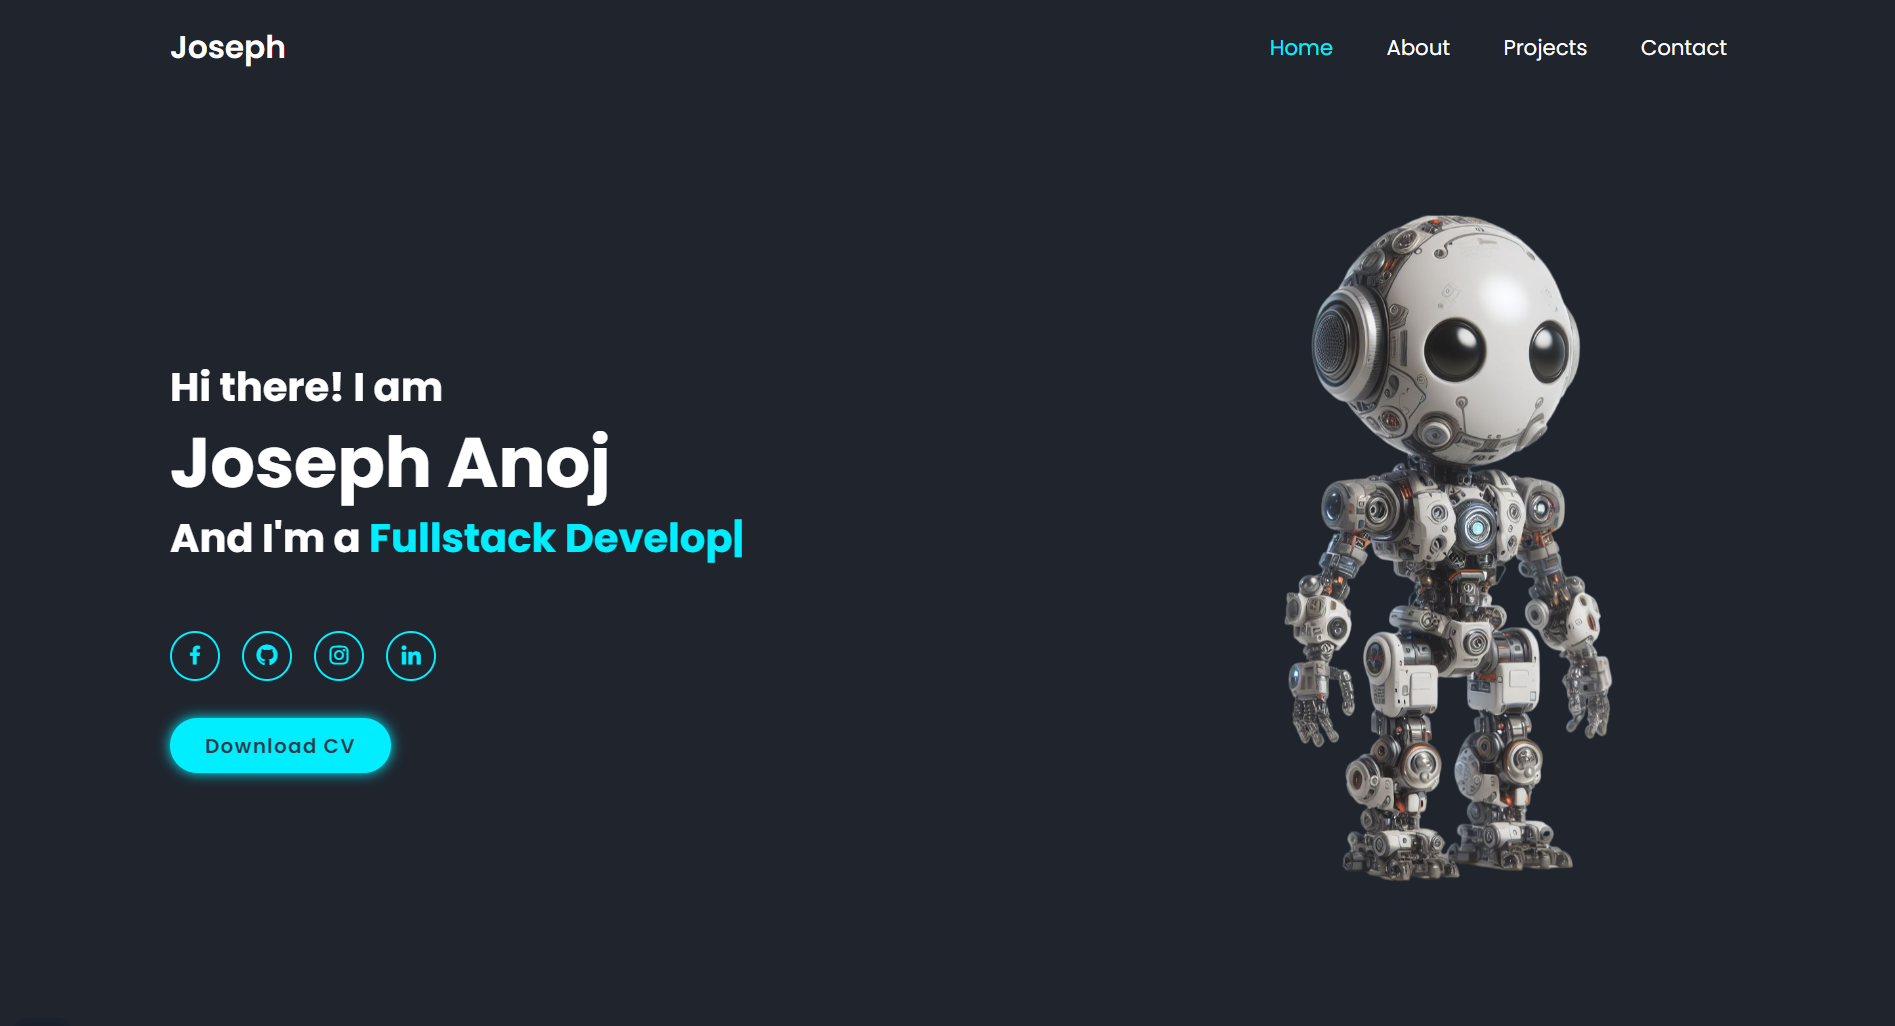 Joseph
Home About Projects Contact
Hi there! I am
Joseph Anoj
And I'm a Fullstack Develop|
Download CV